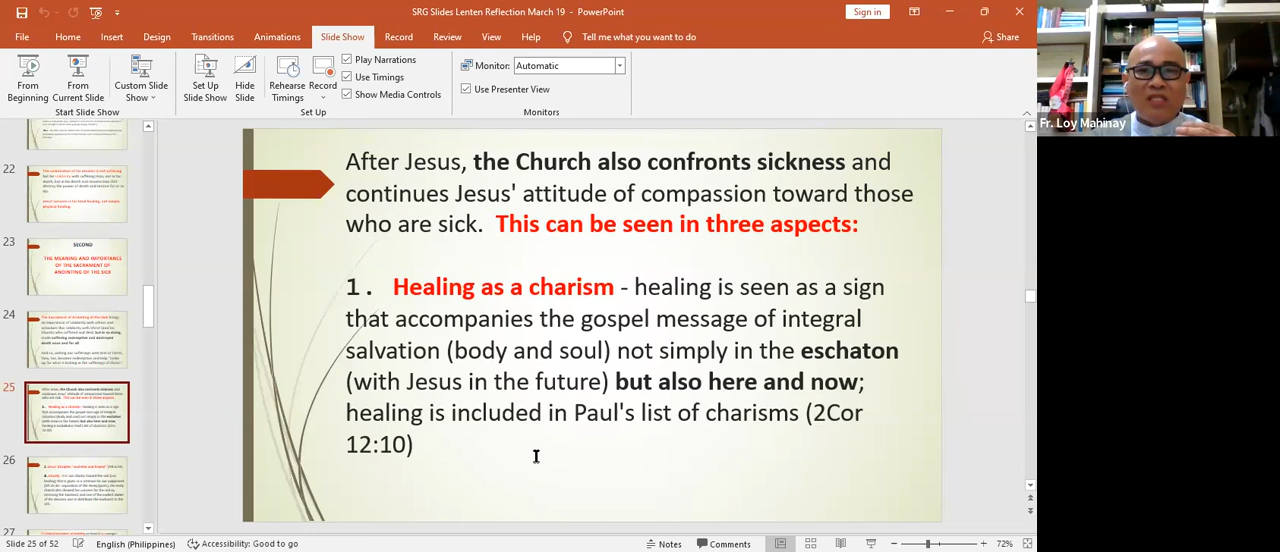 SRG Slides Lenten Reflection March 19 - PowerPoint
Sign in
File Home Insert Design Transitions Animations Slide Show Record Review View Help Tell me what you want to do
Share
From Beginning
From Current Slide
Custom Slide Show
Set Up Slide Show
Hide Slide
Rehearse Timings
Record
Play Narrations
Use Timings
Show Media Controls
Monitor: Automatic
Use Presenter View
Start Slide Show
Set Up
Monitors
Fr. Loy Mahinay
22
23
SECOND
THE MEANING AND IMPORTANCE
OF THE SACRAMENT OF
ANOINTING OF THE SICK
24
25
26
27
After Jesus, the Church also confronts sickness and
continues Jesus' attitude of compassion toward those
who are sick. This can be seen in three aspects:
1. Healing as a charism - healing is seen as a sign
that accompanies the gospel message of integral
salvation (body and soul) not simply in the eschaton
(with Jesus in the future) but also here and now;
healing is included in Paul's list of charisms (2Cor
12:10)
Slide 25 of 52
English (Philippines)
Accessibility: Good to go
Notes
Comments
72%